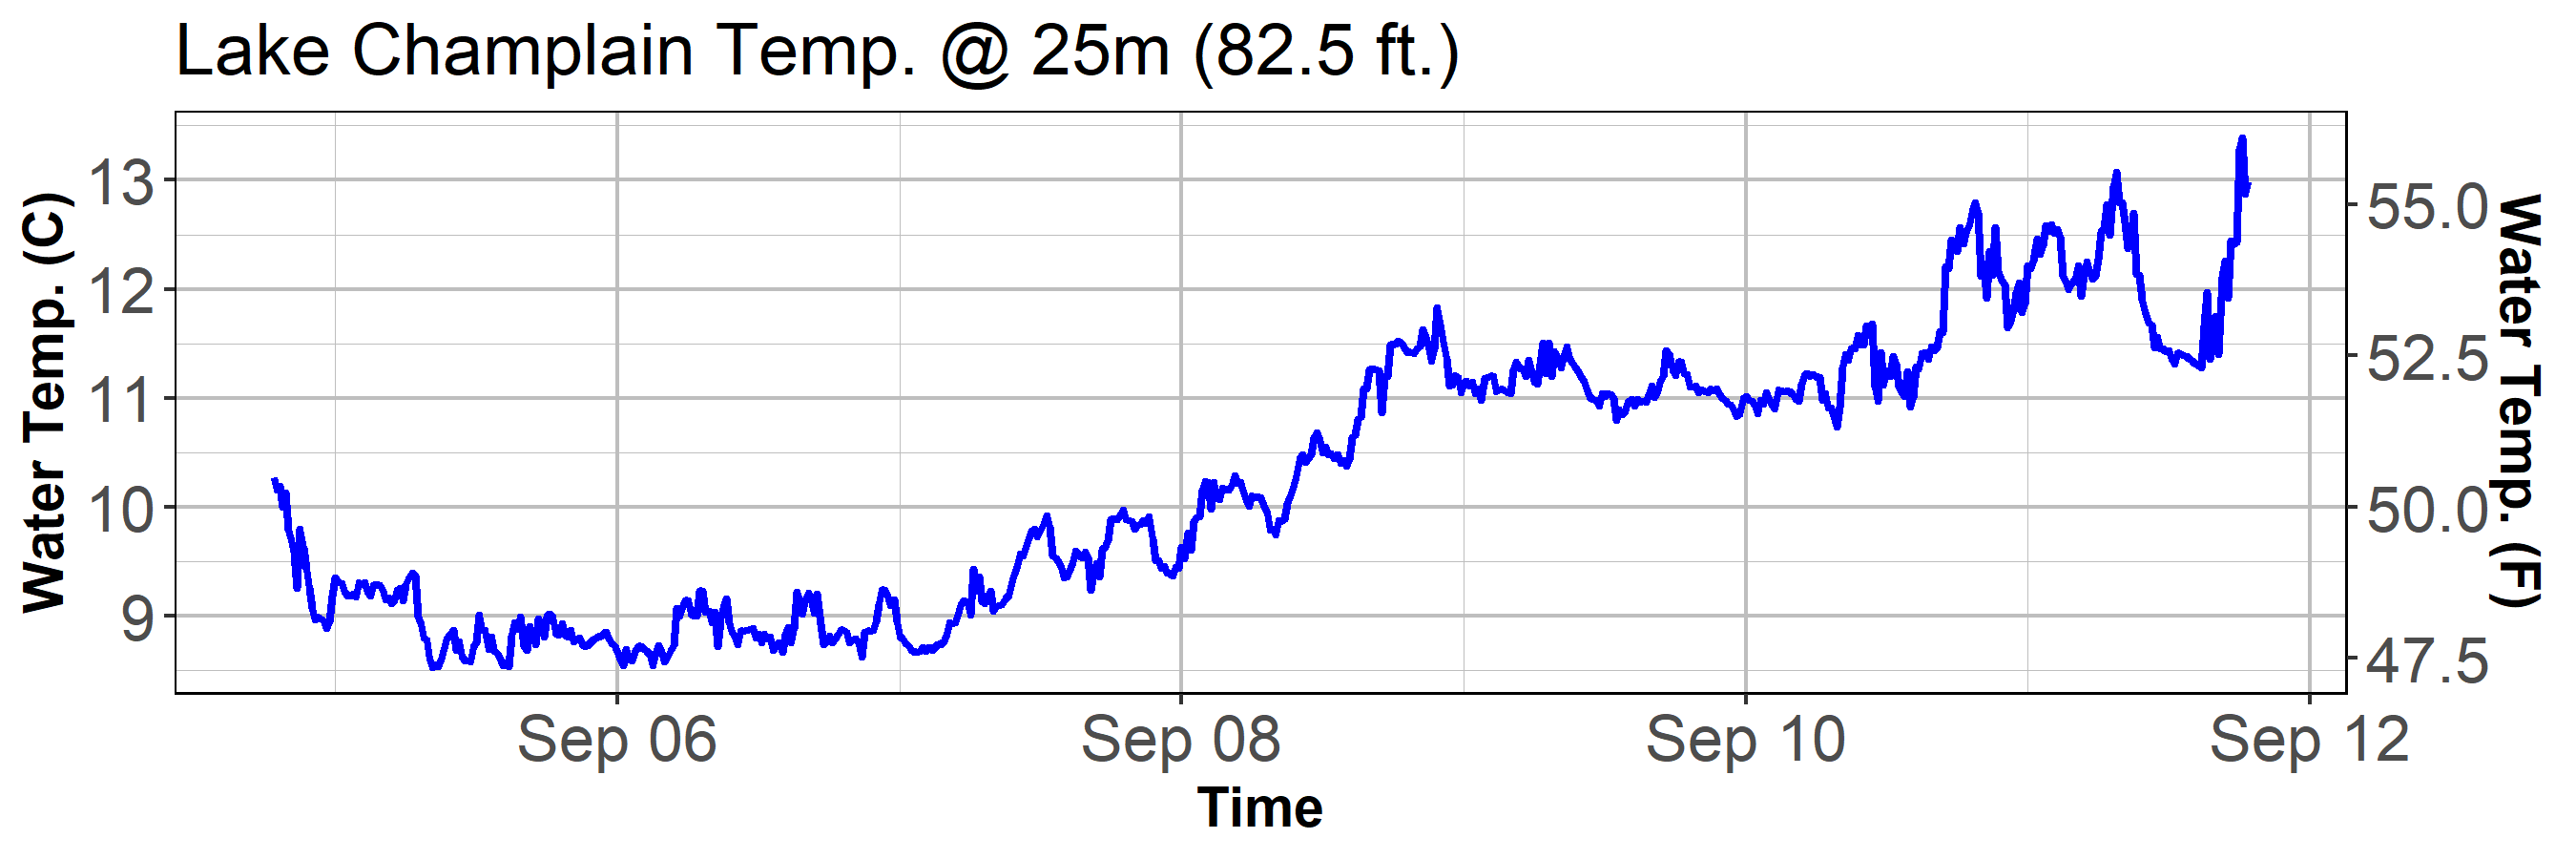 Lake Champlain Temp. @ 25m (82.5 ft.)
Water Temp. (C)
13
12
11
10
9
55.0
52.5
50.0
47.5
Water Temp. (F)
Sep 06
Sep 08
Sep 10
Sep 12
Time